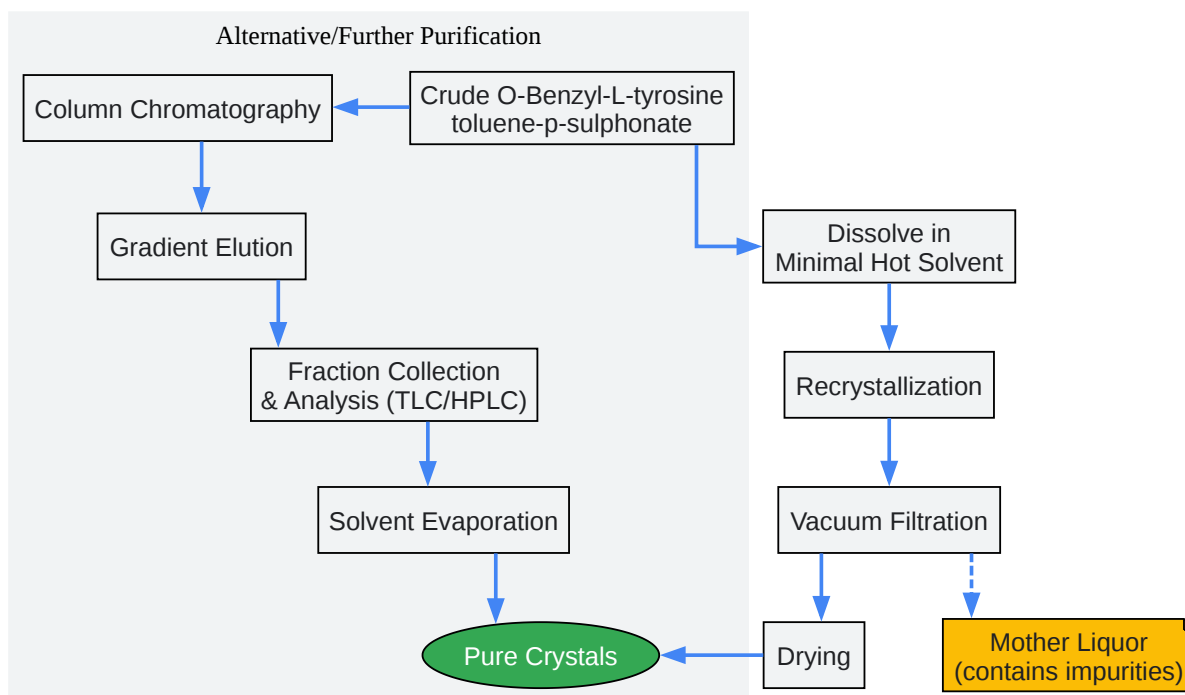 Alternative/Further Purification
Column Chromatography
Crude O-Benzyl-L-tyrosine
toluene-p-sulphonate
Gradient Elution
Dissolve in
Minimal Hot Solvent
Fraction Collection
& Analysis (TLC/HPLC)
Recrystallization
Solvent Evaporation
Vacuum Filtration
Pure Crystals
Drying
Mother Liquor
(contains impurities)